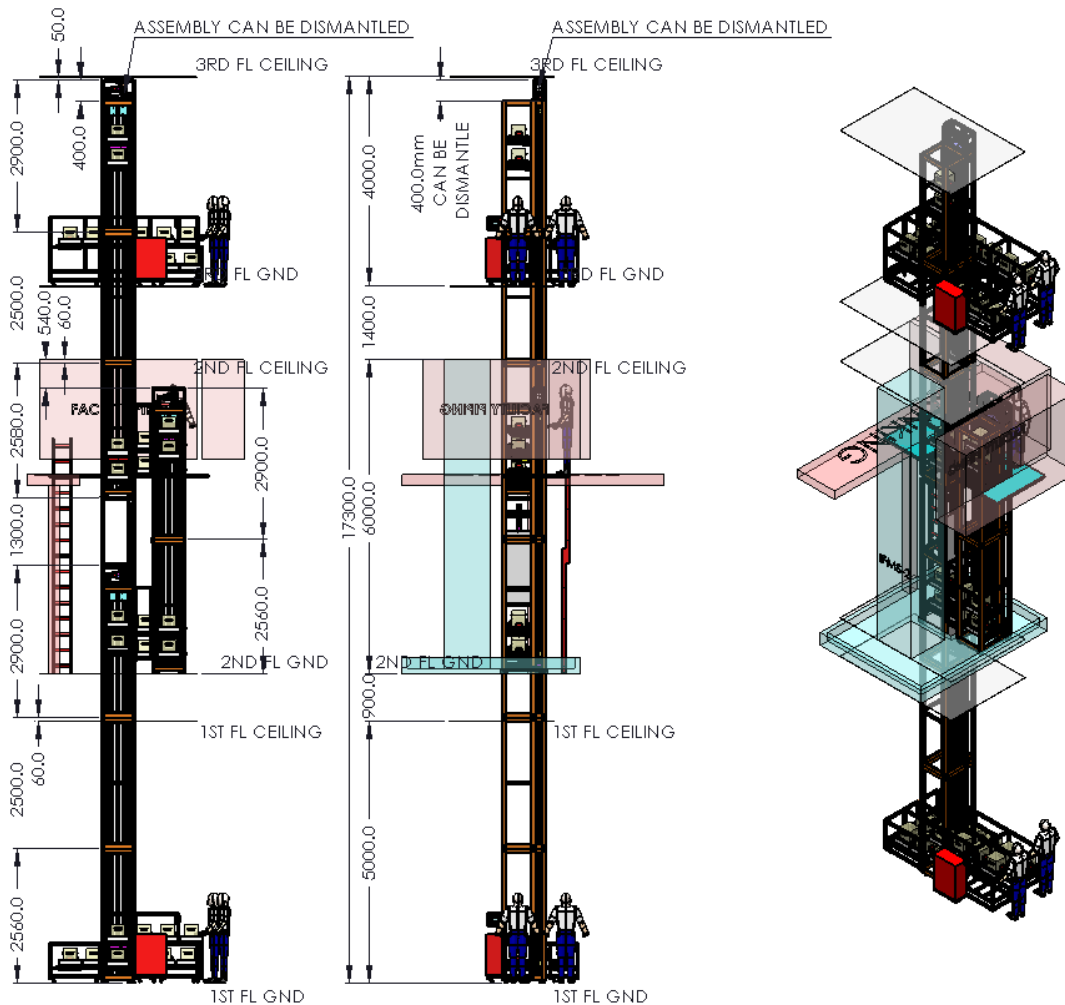 ASSEMBLY CAN BE DISMANTLED
3RD FL CEILING
50.0
400.0
2900.0
3RD FL GND
2500.0
540.0
60.0
2ND FL CEILING
2580.0
2900.0
1300.0
2560.0
2900.0
2ND FL GND
60.0
1ST FL CEILING
2500.0
2560.0
1ST FL GND
ASSEMBLY CAN BE DISMANTLED
3RD FL CEILING
4000.0
400.0mm
CAN BE
DISMANTLE
1400.0
2ND FL CEILING
FACILITY PIPING
17300.0
6000.0
2ND FL GND
900.0
1ST FL CEILING
5000.0
1ST FL GND